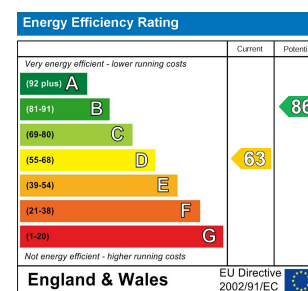 Energy Efficiency Rating
Current Potenti
Very energy efficient - lower running costs
(92 plus) A
(81-91) B 86
(69-80) C
(55-68) D 63
(39-54) E
(21-38) F
(1-20) G
Not energy efficient - higher running costs
England & Wales
EU Directive
2002/91/EC